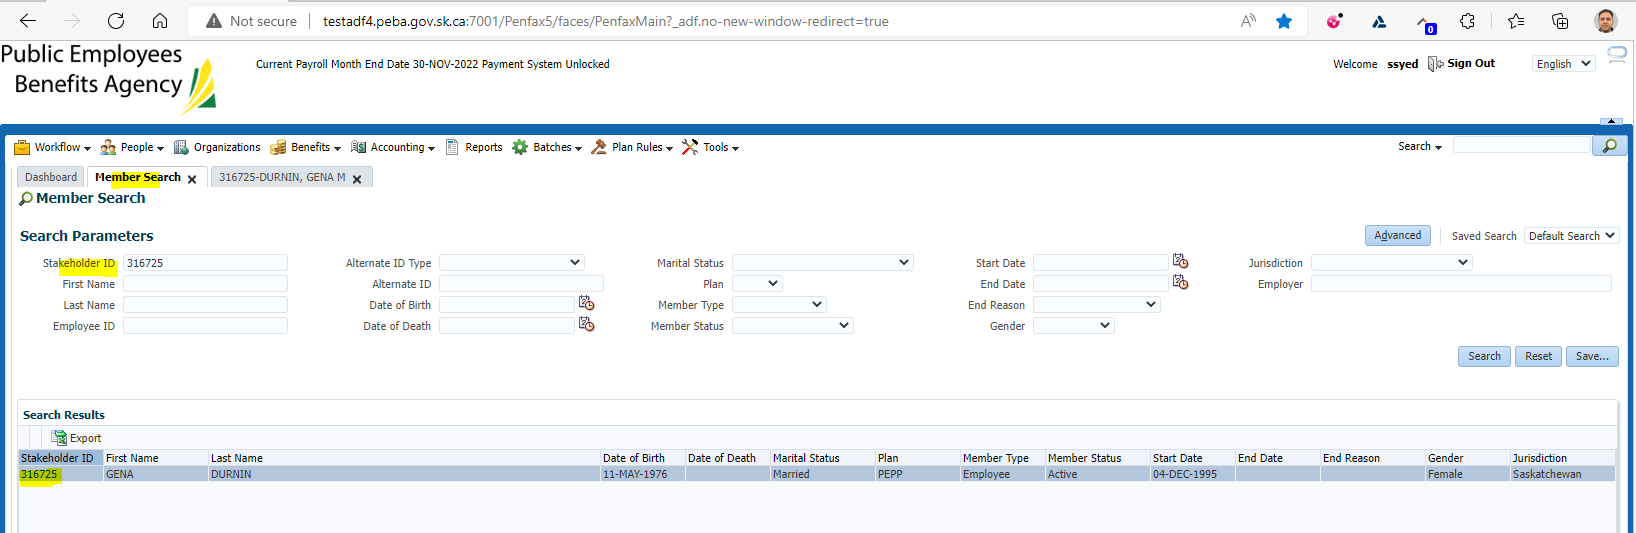 Not secure | testadf4.peba.gov.sk.ca:7001/Penfax5/faces/PenfaxMain?_adf.no-new-window-redirect=true
0
Public Employees
Benefits Agency
Current Payroll Month End Date 30-NOV-2022 Payment System Unlocked
Welcome ssyed Sign Out English
Workflow People Organizations Benefits Accounting Reports Batches Plan Rules Tools Search
Dashboard Member Search 316725-DURNIN, GENA M
Member Search
Search Parameters Advanced Saved Search Default Search
Stakeholder ID 316725 Alternate ID Type Marital Status Start Date Jurisdiction
First Name Alternate ID Plan End Date Employer
Last Name Date of Birth Member Type End Reason
Employee ID Date of Death Member Status Gender
Search Reset Save...
Search Results
Export
Stakeholder ID First Name Last Name Date of Birth Date of Death Marital Status Plan Member Type Member Status Start Date End Date End Reason Gender Jurisdiction
316725 GENA DURNIN 11-MAY-1976 Married PEPP Employee Active 04-DEC-1995 Female Saskatchewan